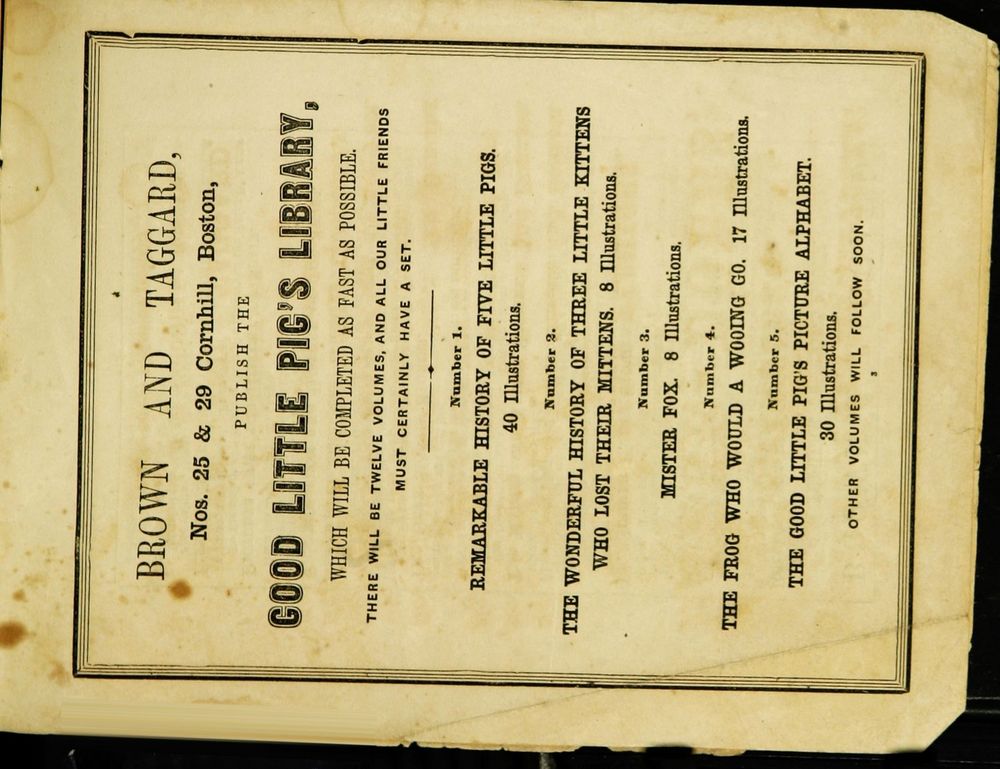 BROWN AND TAGGARD,
Nos. 25 & 29 Cornhill, Boston,
PUBLISH THE
GOOD LITTLE PIG'S LIBRARY,
WHICH WILL BE COMPLETED AS FAST AS POSSIBLE.
THERE WILL BE TWELVE VOLUMES, AND ALL OUR LITTLE FRIENDS
MUST CERTAINLY HAVE A SET.
Number 1.
REMARKABLE HISTORY OF FIVE LITTLE PIGS.
40 Illustrations.
Number 2.
THE WONDERFUL HISTORY OF THREE LITTLE KITTENS
WHO LOST THEIR MITTENS. 8 Illustrations.
Number 3.
MISTER FOX. 8 Illustrations.
Number 4.
THE FROG WHO WOULD A WOOING GO. 17 Illustrations.
Number 5.
THE GOOD LITTLE PIG'S PICTURE ALPHABET.
30 Illustrations.
OTHER VOLUMES WILL FOLLOW SOON.
3